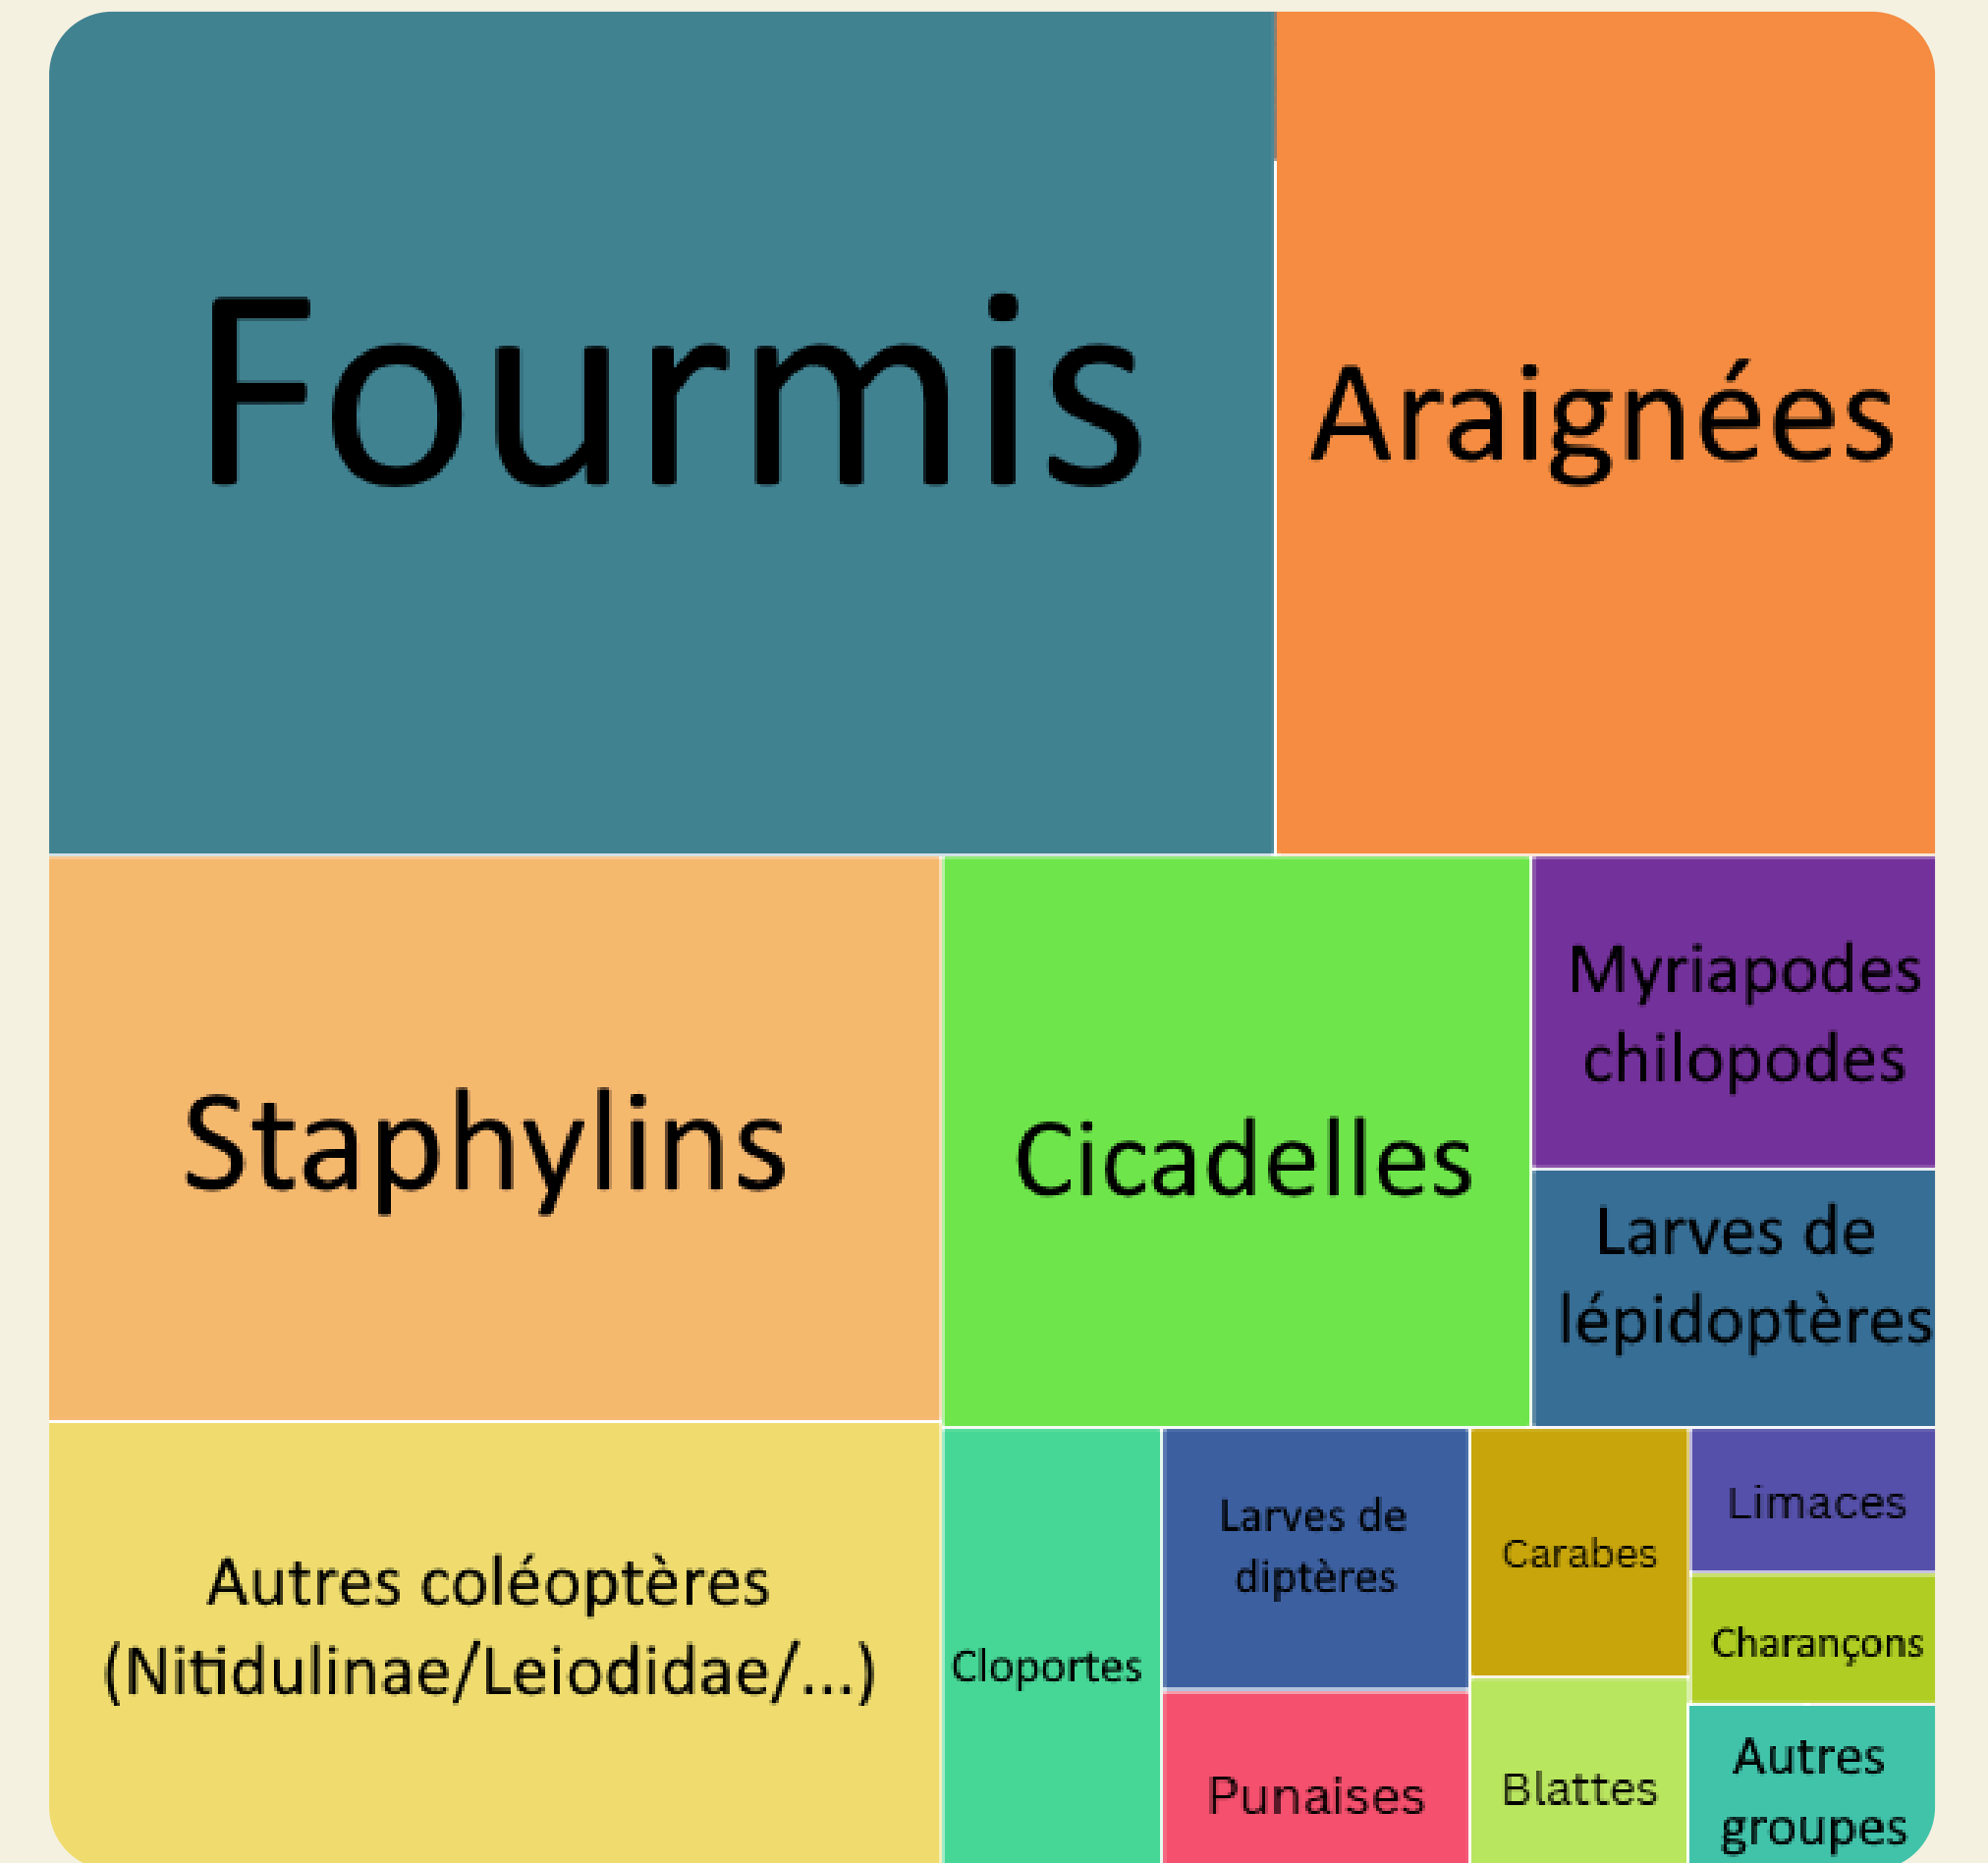 Fourmis
Araignées
Staphylins
Cicadelles
Myriapodes
chilopodes
Larves de
lépidoptères
Autres coléoptères
(Nitidulinae/Leiodidae/...)
Cloportes
Larves de
diptères
Punaises
Carabes
Blattes
Limaces
Charançons
Autres
groupes